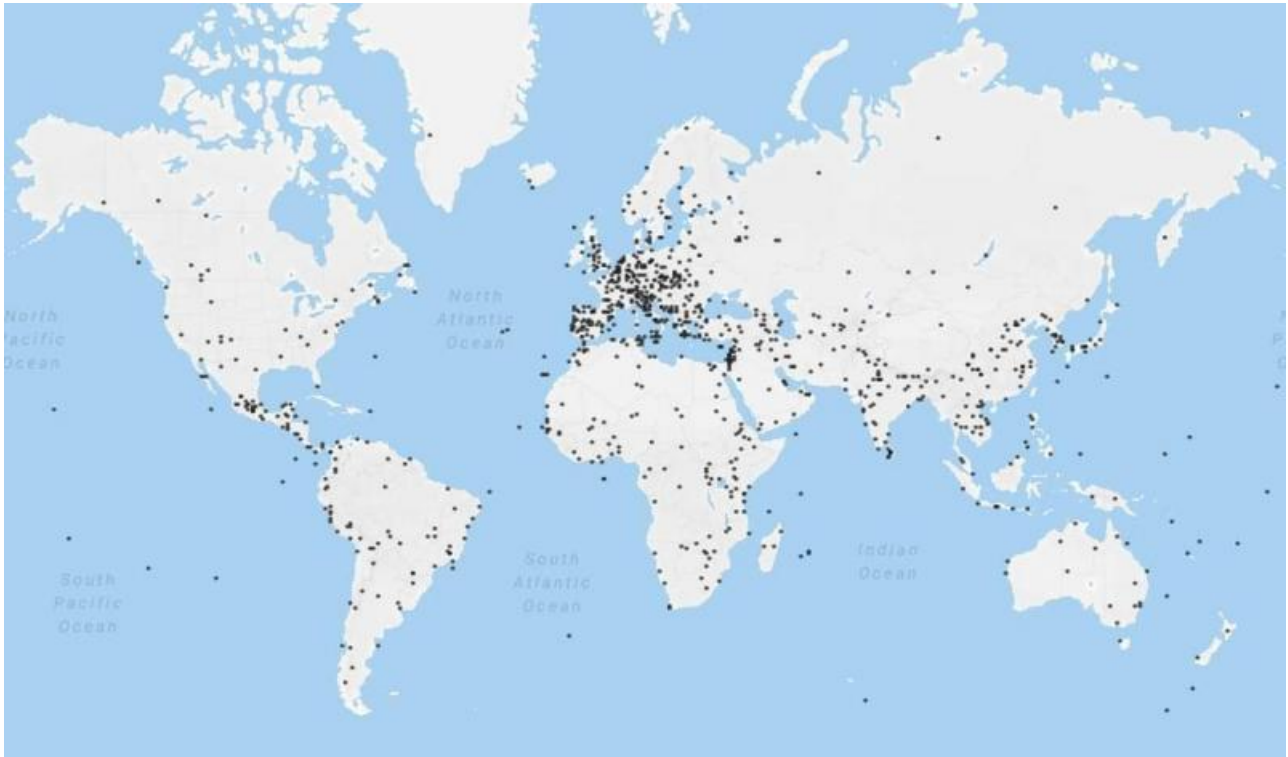 North
Atlantic
Ocean
North
Pacific
Ocean
South
Atlantic
Ocean
Indian
Ocean
South
Pacific
Ocean